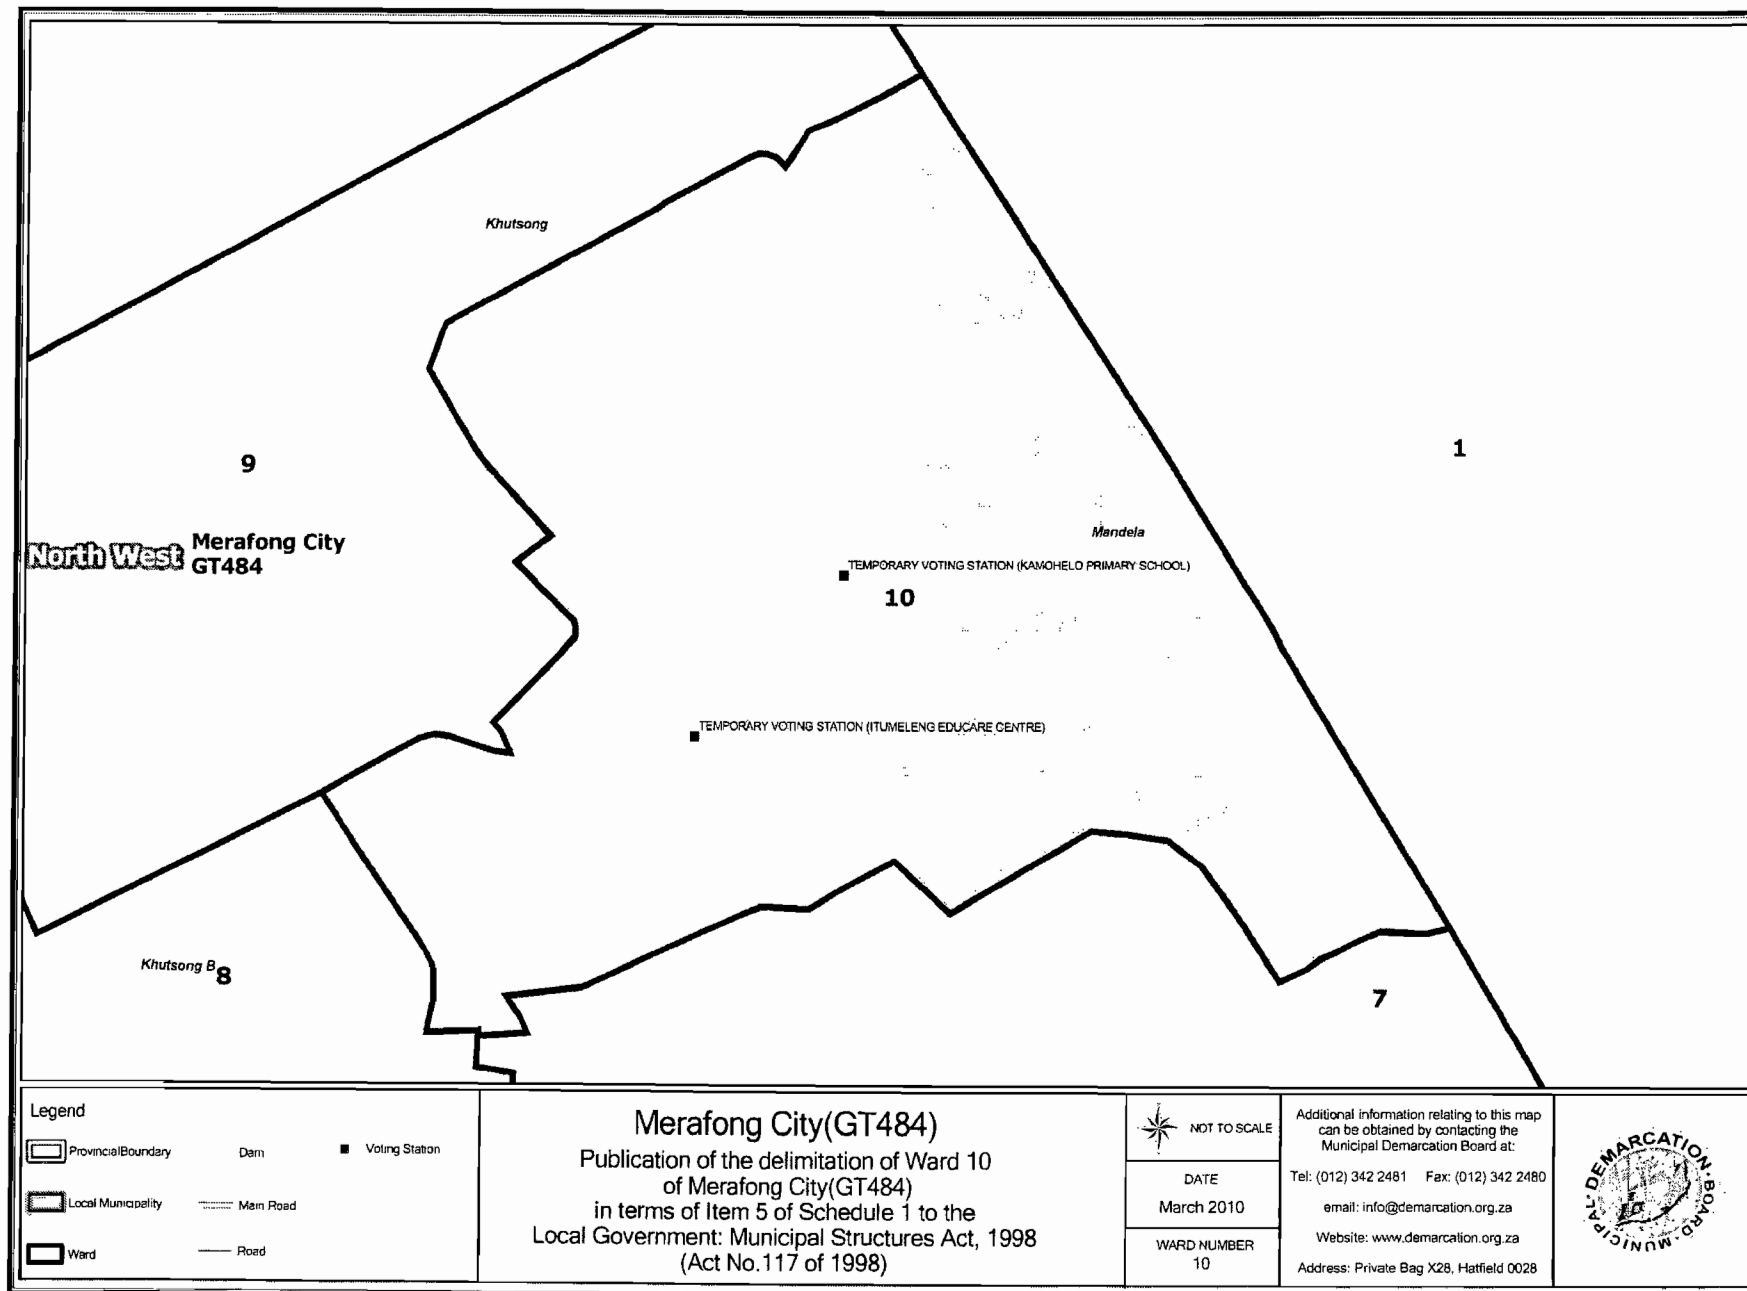 Khutsong
9
1
North West
Merafong City
GT484
Mandela
TEMPORARY VOTING STATION (KAMOHELO PRIMARY SCHOOL)
10
TEMPORARY VOTING STATION (ITUMELENG EDUCARE CENTRE)
Khutsong B
8
7
Legend
Provincial Boundary
Dam
Voting Station
Local Municipality
Main Road
Ward
Road
Merafong City(GT484)
Publication of the delimitation of Ward 10
of Merafong City(GT484)
in terms of Item 5 of Schedule 1 to the
Local Government: Municipal Structures Act, 1998
(Act No.117 of 1998)
NOT TO SCALE
DATE
March 2010
WARD NUMBER
10
Additional information relating to this map
can be obtained by contacting the
Municipal Demarcation Board at:
Tel: (012) 342 2481 Fax: (012) 342 2480
email: info@demarcation.org.za
Website: www.demarcation.org.za
Address: Private Bag X28, Hatfield 0028
MUNICIPAL · DEMARCATION · BOARD ·